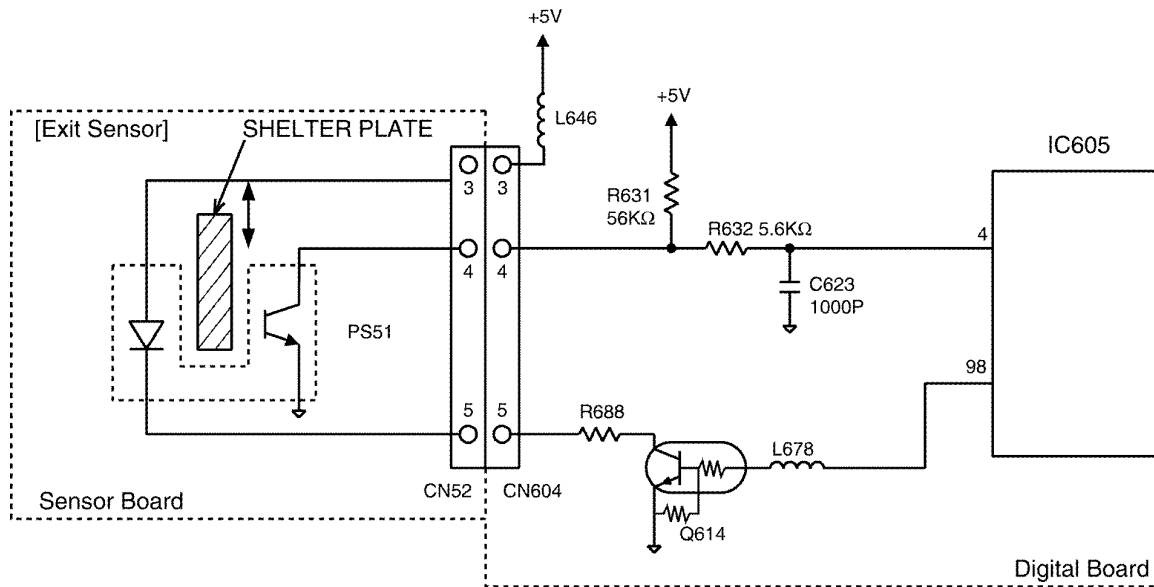 +5V
L646
+5V
[Exit Sensor]
SHELTER PLATE
IC605
3
3
R631
56KΩ
R632 5.6KΩ
4
4
4
C623
1000P
PS51
98
5
5
R688
L678
CN52
CN604
Q614
Sensor Board
Digital Board